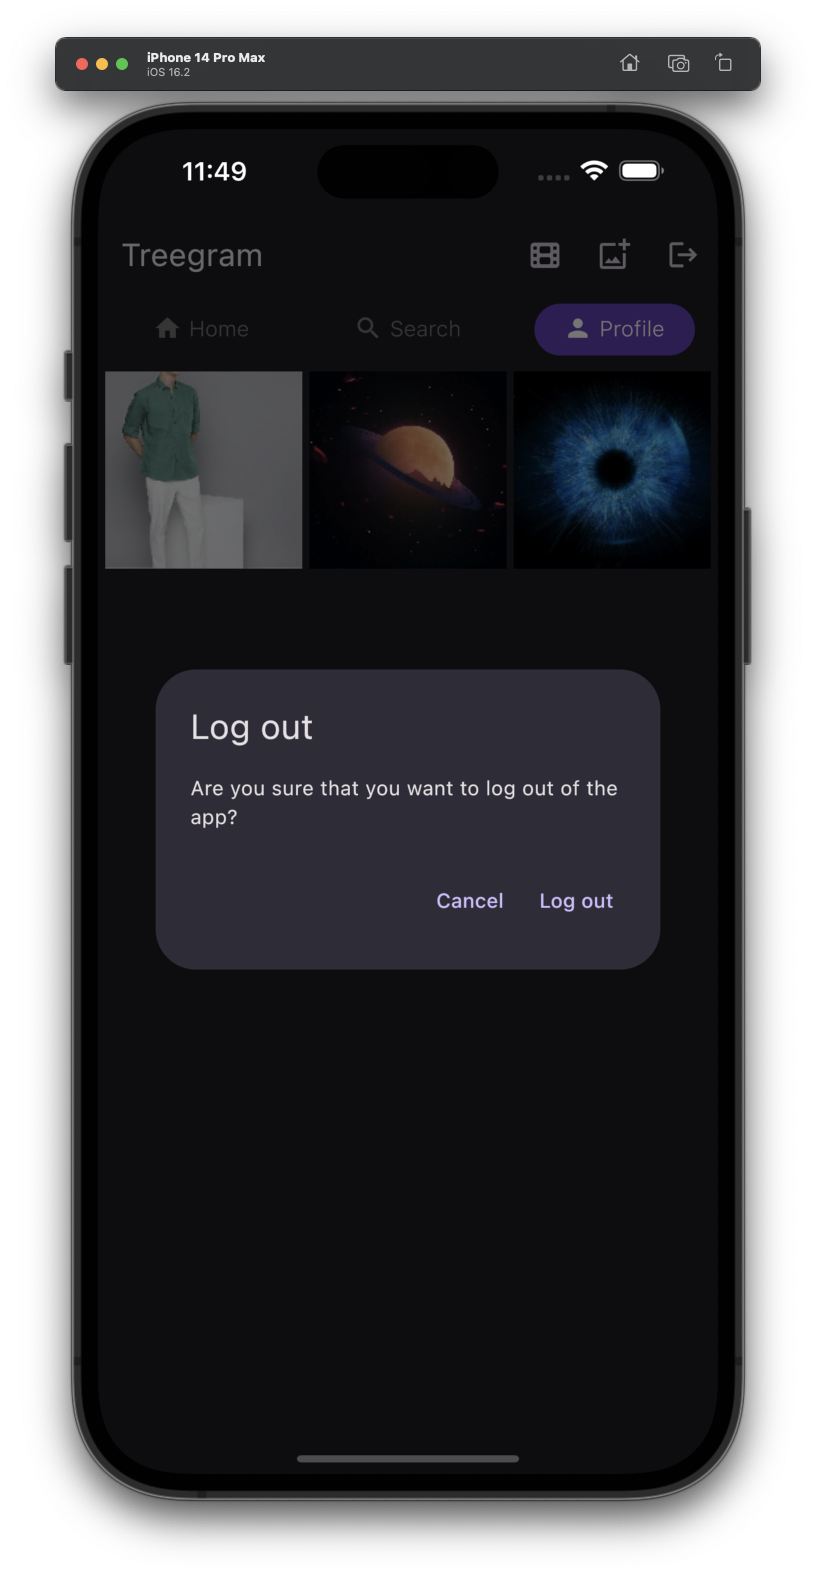 iPhone 14 Pro Max
iOS 16.2
11:49
Treegram
Home
Search
Profile
Log out
Are you sure that you want to log out of the
app?
Cancel
Log out